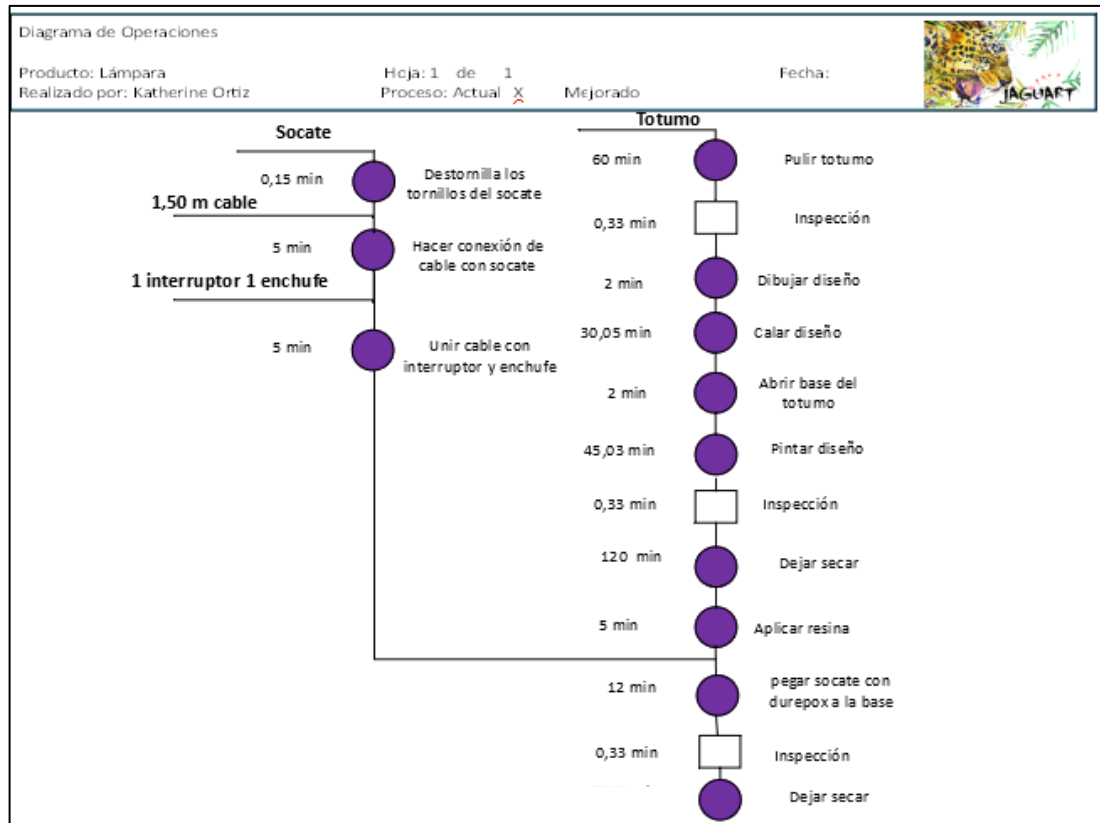 Diagrama de Operaciones
Producto: Lámpara Hoja: 1 de 1 Fecha:
Realizado por: Katherine Ortiz Proceso: Actual X Mejorado
JAGUART
Socate
0,15 min Destornilla los
tornillos del socate
1,50 m cable
5 min Hacer conexión de
cable con socate
1 interruptor 1 enchufe
5 min Unir cable con
interruptor y enchufe
Totumo
60 min Pulir totumo
0,33 min Inspección
2 min Dibujar diseño
30,05 min Calar diseño
2 min Abrir base del
totumo
45,03 min Pintar diseño
0,33 min Inspección
120 min Dejar secar
5 min Aplicar resina
12 min pegar socate con
durepox a la base
0,33 min Inspección
Dejar secar